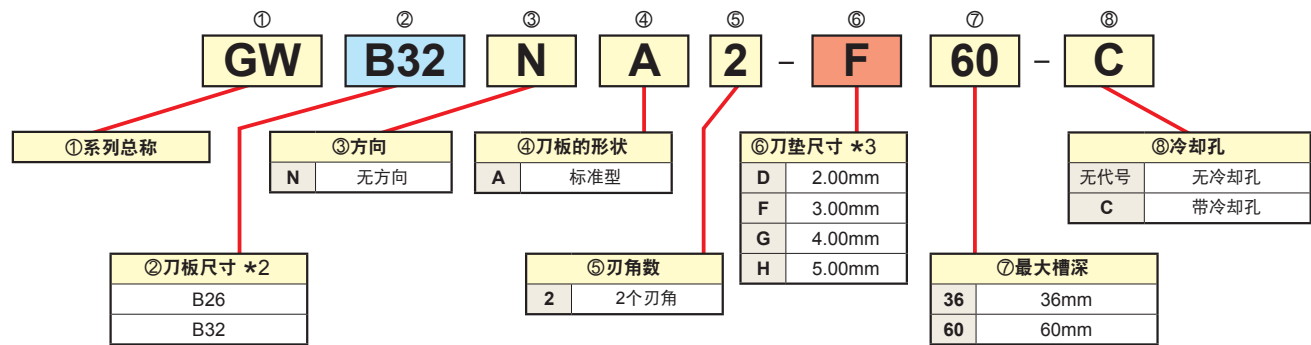 ① ② ③ ④ ⑤ ⑥ ⑦ ⑧
GW B32 N A 2 – F 60 – C
①系列总称
③方向
N 无方向
④刀板的形状
A 标准型
⑥刀垫尺寸 *3
D 2.00mm
F 3.00mm
G 4.00mm
H 5.00mm
⑧冷却孔
无代号 无冷却孔
C 带冷却孔
②刀板尺寸 *2
B26
B32
⑤刃角数
2 2个刃角
⑦最大槽深
36 36mm
60 60mm